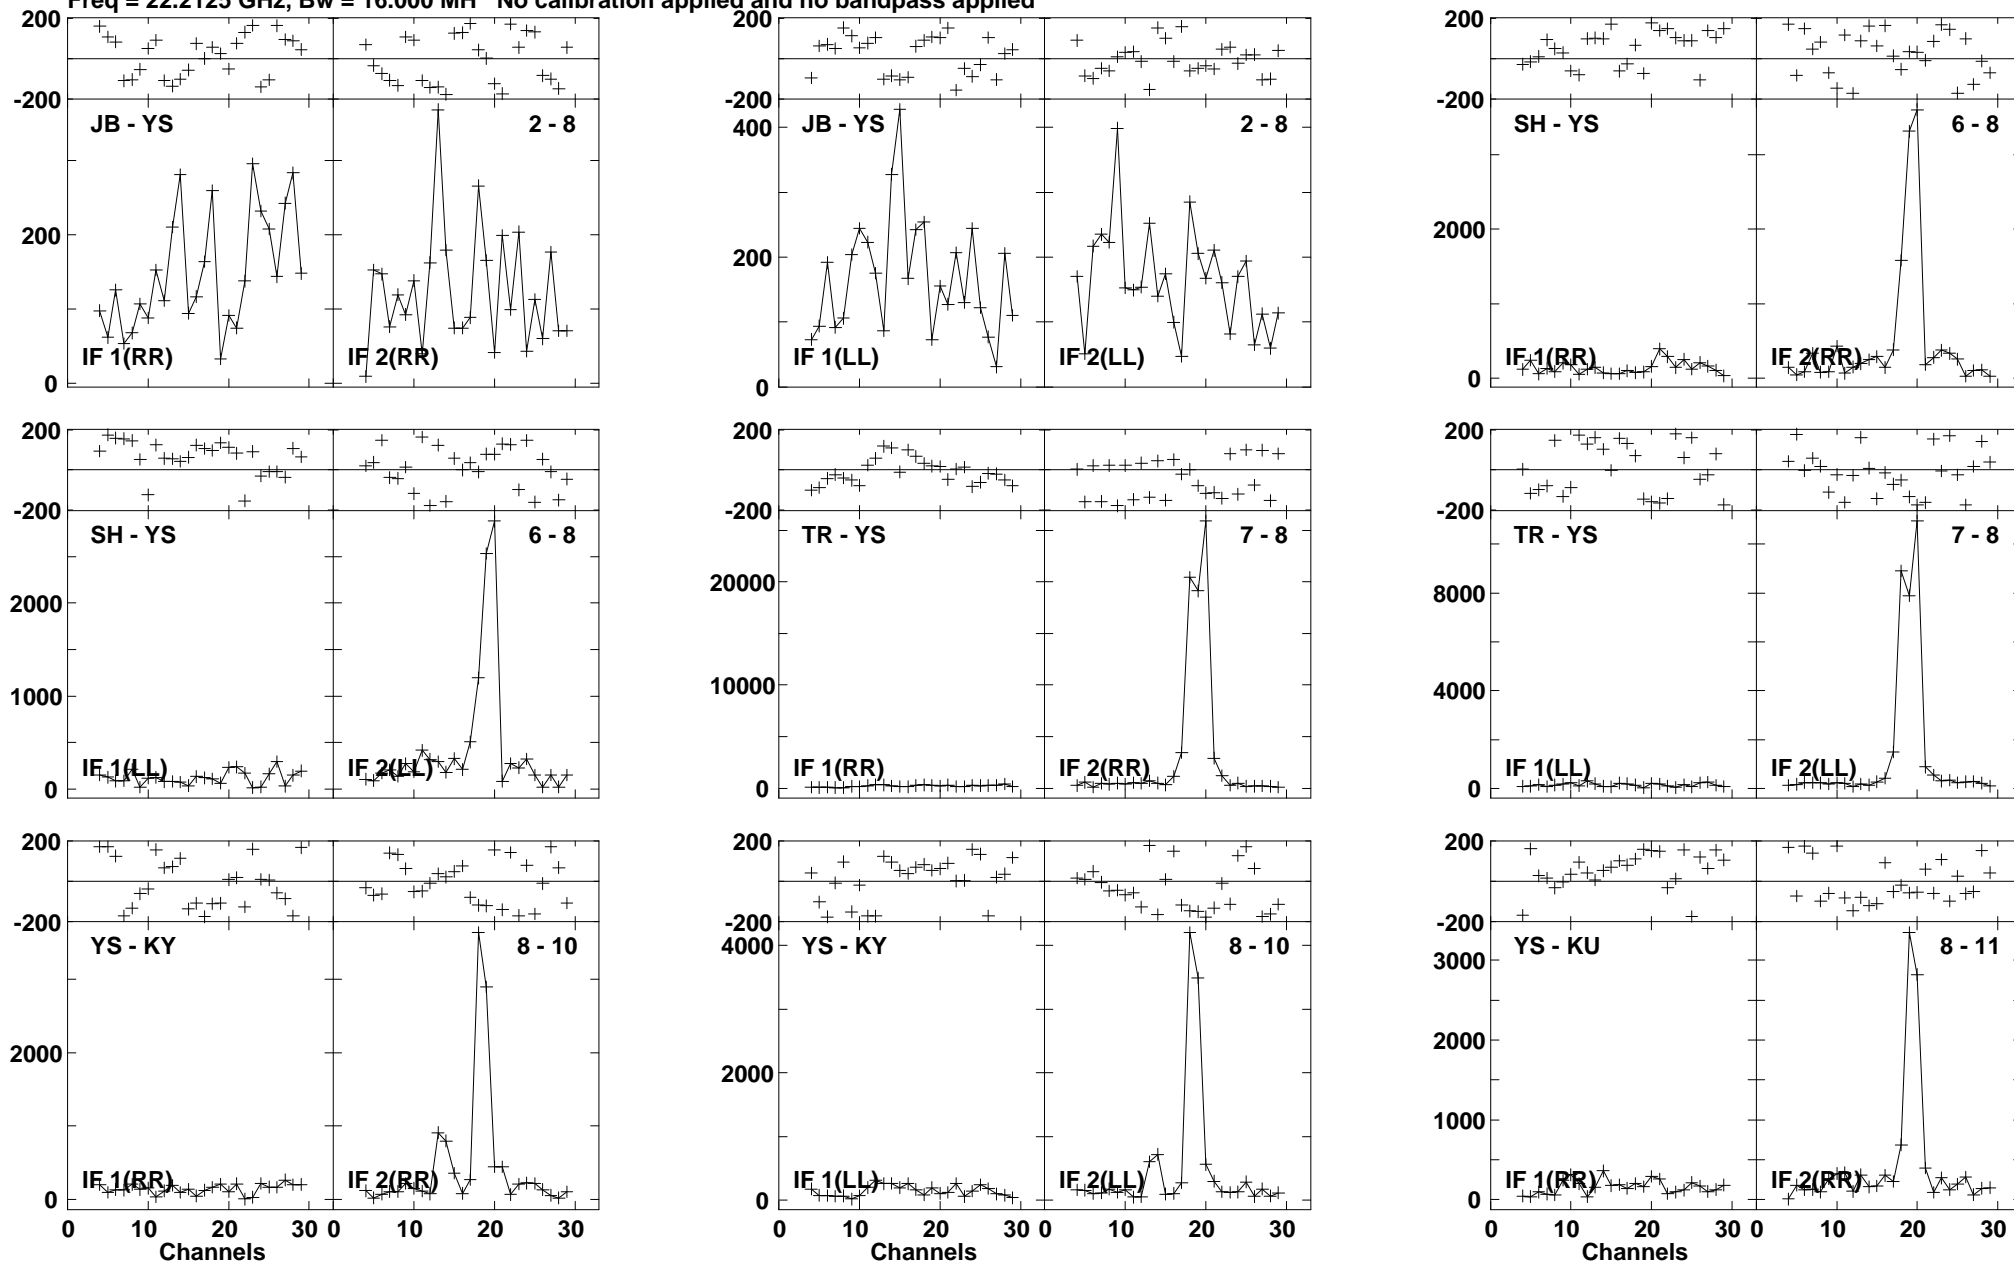 Freq = 22.2125 GHz, Bw = 16.000 MH No calibration applied and no bandpass applied
200
-200
JB - YS
2 - 8
200
0
IF 1(RR)
IF 2(RR)
200
-200
JB - YS
2 - 8
400
200
0
IF 1(LL)
IF 2(LL)
200
-200
SH - YS
6 - 8
2000
0
IF 1(RR)
IF 2(RR)
200
-200
SH - YS
6 - 8
2000
1000
0
IF 1(LL)
IF 2(LL)
200
-200
TR - YS
7 - 8
20000
10000
0
IF 1(RR)
IF 2(RR)
200
-200
TR - YS
7 - 8
8000
4000
0
IF 1(LL)
IF 2(LL)
200
-200
YS - KY
8 - 10
2000
0
IF 1(RR)
IF 2(RR)
0 10 20 30 0 10 20 30
Channels
200
-200
YS - KY
8 - 10
4000
2000
0
IF 1(LL)
IF 2(LL)
0 10 20 30 0 10 20 30
Channels
200
-200
YS - KU
8 - 11
3000
2000
1000
0
IF 1(RR)
IF 2(RR)
0 10 20 30 0 10 20 30
Channels